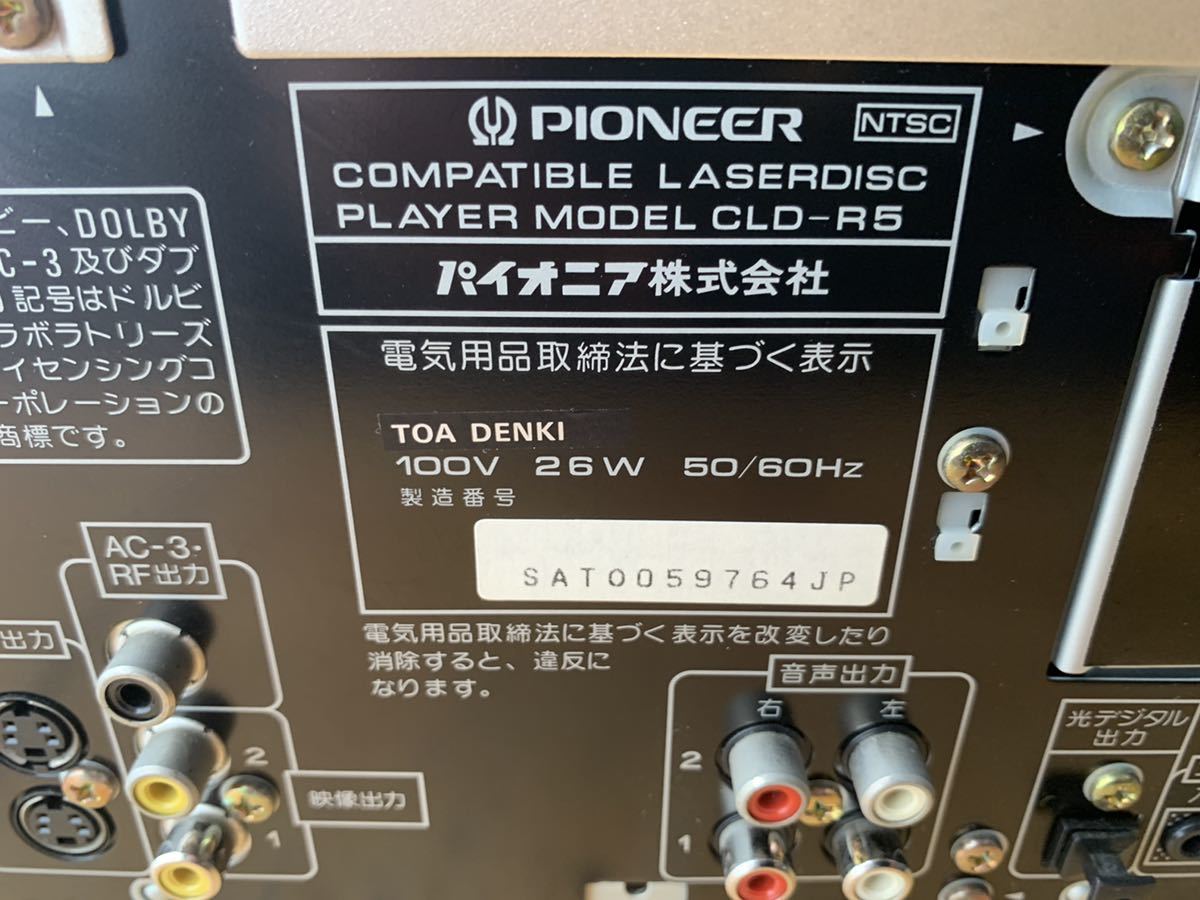 PIONEER NTSC
COMPATIBLE LASERDISC
PLAYER MODEL CLD-R5
パイオニア株式会社
電気用品取締法に基づく表示
TOA DENKI
100V 26W 50/60Hz
製造番号
SAT0059764JP
電気用品取締法に基づく表示を改変したり
消除すると、違反に
なります。
ビー、DOLBY
C-3及びダブ
記号はドルビ
ラボラトリーズ
イセンシングコ
ーポレーションの
商標です。
AC-3·
RF出力
出力
2
1
映像出力
音声出力
右 左
2
1
光デジタル
出力